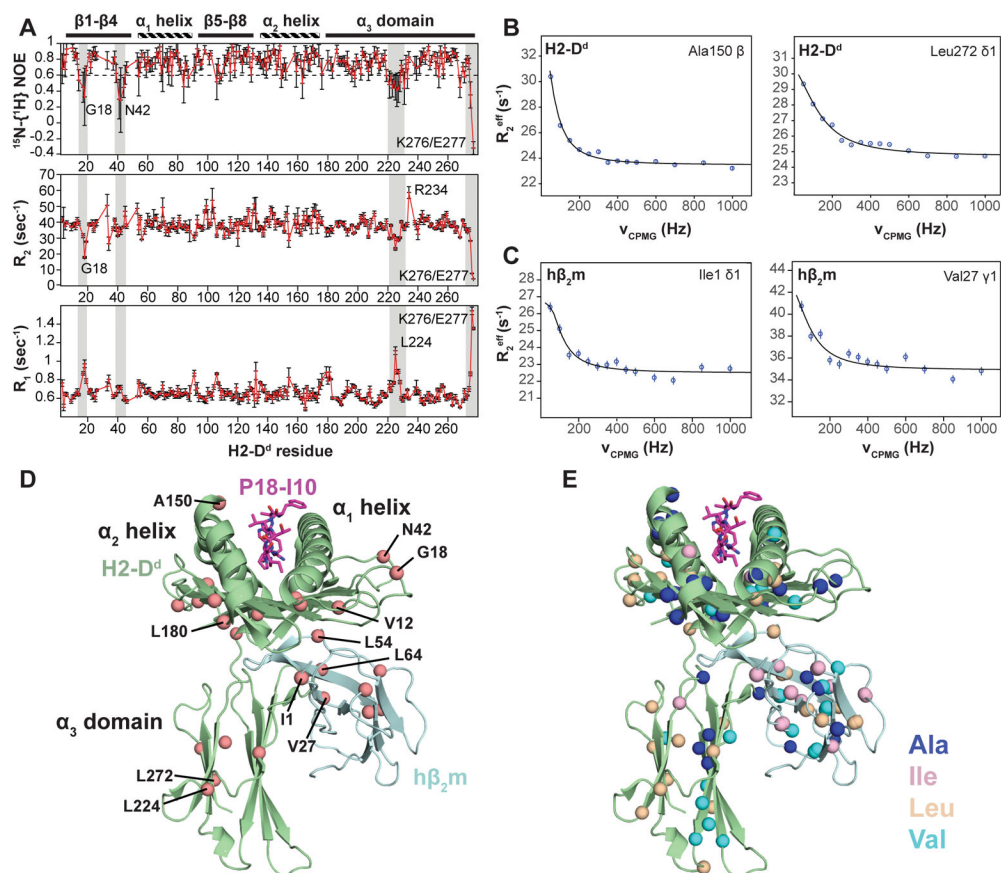 A
β1-β4 α1 helix β5-β8 α2 helix α3 domain
15N-{1H} NOE
1
0.8
0.6
0.4
0.2
0
-0.2
-0.4
G18 N42
K276/E277
R2 (sec-1)
70
60
50
40
30
20
10
0
R234
G18
K276/E277
R1 (sec-1)
1.4
1.2
1
0.8
0.6
K276/E277
L224
20 40 60 80 100 120 140 160 180 200 220 240 260
H2-Dd residue
B
H2-Dd Ala150 β
R2eff (s-1)
30
28
26
24
22
0 200 400 600 800 1000
νCPMG (Hz)
H2-Dd Leu272 δ1
30
29
28
27
26
25
0 200 400 600 800 1000
νCPMG (Hz)
C
hβ2m Ile1 δ1
R2eff (s-1)
28
27
26
25
24
23
22
21
0 200 400 600 800 1000
νCPMG (Hz)
hβ2m Val27 γ1
42
40
38
36
34
0 200 400 600 800 1000
νCPMG (Hz)
D
P18-I10
A150
α2 helix
α1 helix
N42
G18
H2-Dd
V12
L180
L54
L64
I1
V27
α3 domain
L272
L224
hβ2m
E
Ala
Ile
Leu
Val